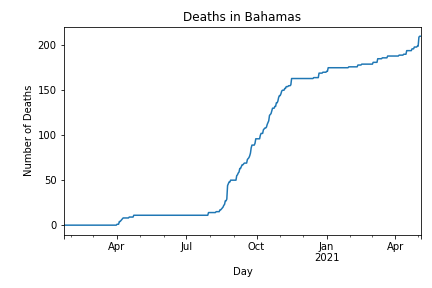 Deaths in Bahamas
Number of Deaths
200
150
100
50
0
Apr
Jul
Oct
Jan
2021
Apr
Day